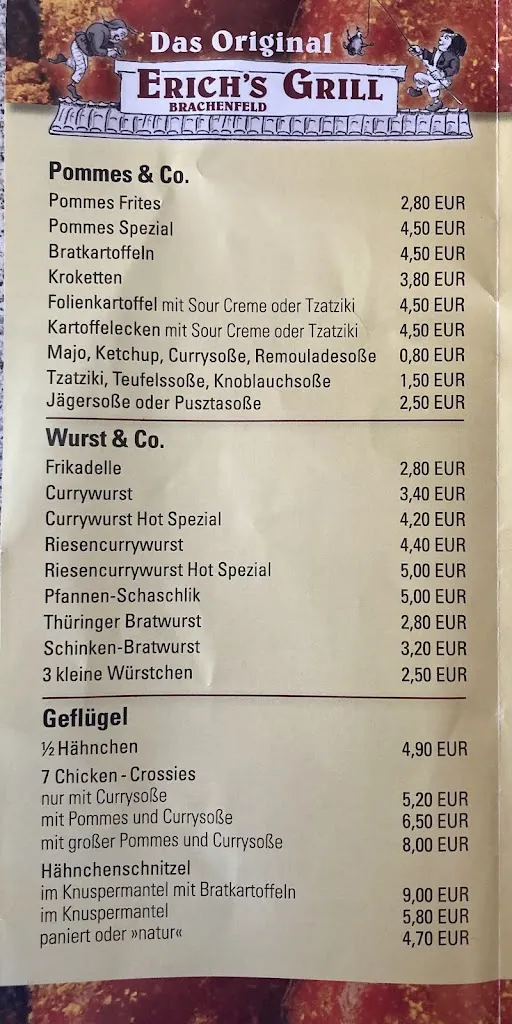 Das Original
ERICH'S GRILL
BRACHENFELD
Pommes & Co.
Pommes Frites 2,80 EUR
Pommes Spezial 4,50 EUR
Bratkartoffeln 4,50 EUR
Kroketten 3,80 EUR
Folienkartoffel mit Sour Creme oder Tzatziki 4,50 EUR
Kartoffelecken mit Sour Creme oder Tzatziki 4,50 EUR
Majo, Ketchup, Currysoße, Remouladesoße 0,80 EUR
Tzatziki, Teufelssoße, Knoblauchsoße 1,50 EUR
Jägersoße oder Pusztasoße 2,50 EUR
Wurst & Co.
Frikadelle 2,80 EUR
Currywurst 3,40 EUR
Currywurst Hot Spezial 4,20 EUR
Riesencurrywurst 4,40 EUR
Riesencurrywurst Hot Spezial 5,00 EUR
Pfannen-Schaschlik 5,00 EUR
Thüringer Bratwurst 2,80 EUR
Schinken-Bratwurst 3,20 EUR
3 kleine Würstchen 2,50 EUR
Geflügel
½ Hähnchen 4,90 EUR
7 Chicken - Crossies
nur mit Currysoße 5,20 EUR
mit Pommes und Currysoße 6,50 EUR
mit großer Pommes und Currysoße 8,00 EUR
Hähnchenschnitzel
im Knuspermantel mit Bratkartoffeln 9,00 EUR
im Knuspermantel 5,80 EUR
paniert oder »natur« 4,70 EUR